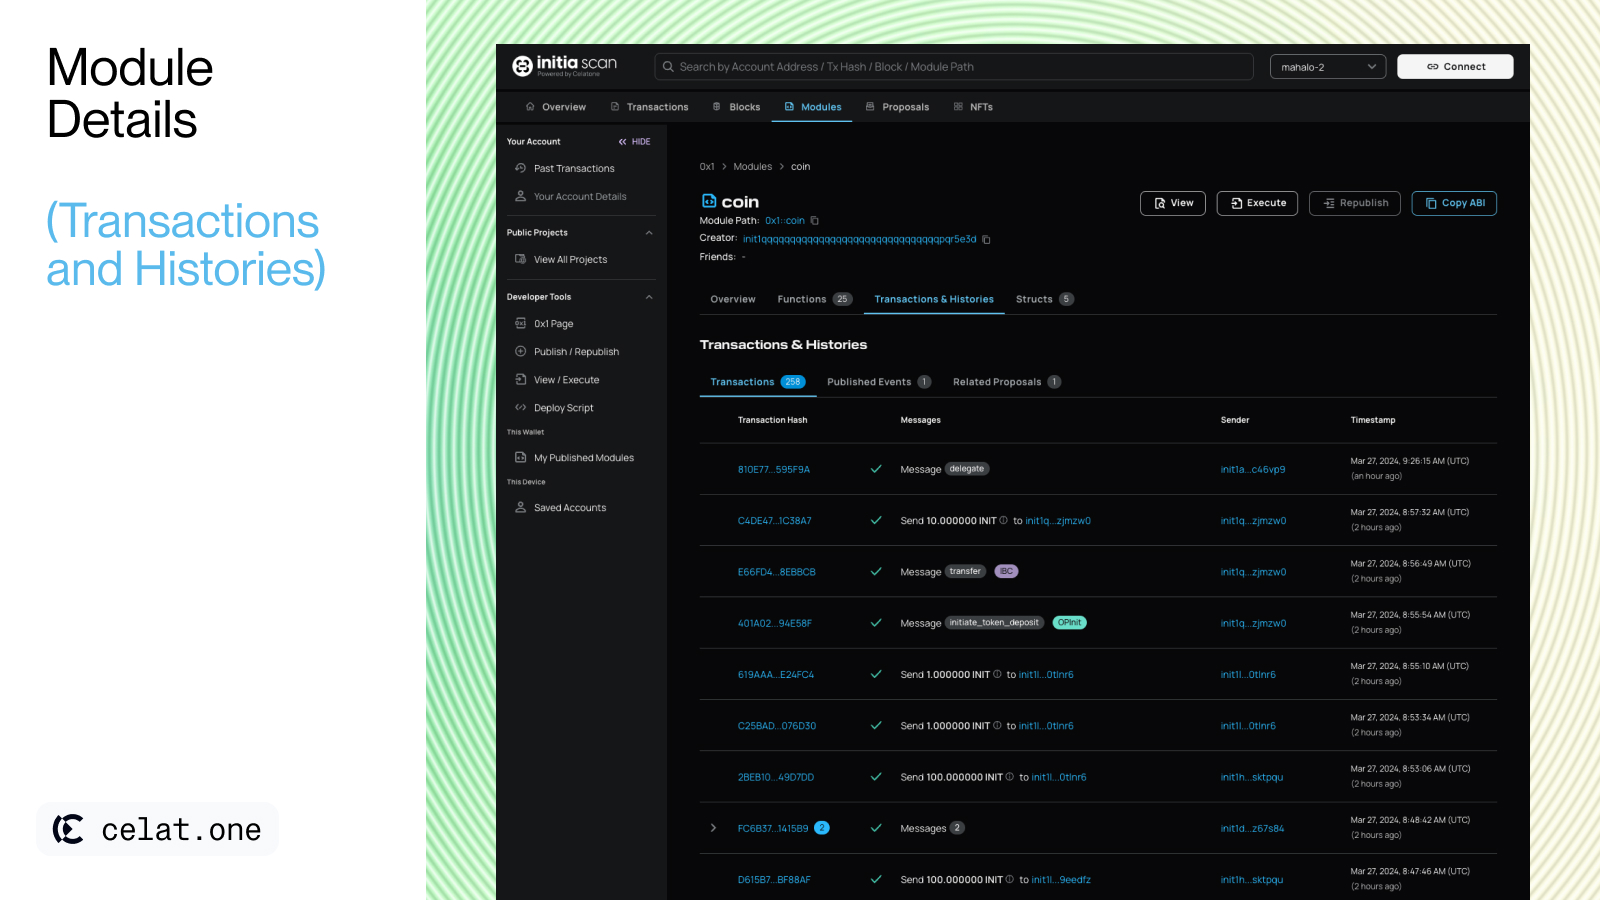 Module
Details
(Transactions
and Histories)
celat.one
initia scan
Powered by Celatone
Search by Account Address / Tx Hash / Block / Module Path
mahalo-2
Connect
Overview
Transactions
Blocks
Modules
Proposals
NFTs
Your Account
HIDE
Past Transactions
Your Account Details
Public Projects
View All Projects
Developer Tools
0x1 Page
Publish / Republish
View / Execute
Deploy Script
This Wallet
My Published Modules
This Device
Saved Accounts
0x1 > Modules > coin
coin
Module Path: 0x1::coin
Friends: -
View
Execute
Republish
Copy ABI
Overview
Functions 25
Transactions & Histories
Structs 5
Transactions & Histories
Transactions 258
Published Events 1
Related Proposals 1
Transaction Hash Messages Sender Timestamp
810E77...595F9A Message delegate init1a...c46vp9 Mar 27, 2024, 9:26:15 AM (UTC)
(an hour ago)
C4DE47...1C38A7 Send 10.000000 INIT to init1q...zjmzw0 init1q...zjmzw0 Mar 27, 2024, 8:57:32 AM (UTC)
(2 hours ago)
E66FD4...8EBBCB Message transfer IBC init1q...zjmzw0 Mar 27, 2024, 8:56:49 AM (UTC)
(2 hours ago)
401A02...94E58F Message initiate_token_deposit OPInit init1q...zjmzw0 Mar 27, 2024, 8:55:54 AM (UTC)
(2 hours ago)
619AAA...E24FC4 Send 1.000000 INIT to init1l...0tlnr6 init1l...0tlnr6 Mar 27, 2024, 8:55:10 AM (UTC)
(2 hours ago)
C25BAD...076D30 Send 1.000000 INIT to init1l...0tlnr6 init1l...0tlnr6 Mar 27, 2024, 8:53:34 AM (UTC)
(2 hours ago)
2BEB10...49D7DD Send 100.000000 INIT to init1l...0tlnr6 init1h...sktpqu Mar 27, 2024, 8:53:06 AM (UTC)
(2 hours ago)
FC6B37...1415B9 2 Messages 2 init1d...z67s84 Mar 27, 2024, 8:48:42 AM (UTC)
(2 hours ago)
D615B7...BF88AF Send 100.000000 INIT to init1l...9eedfz init1h...sktpqu Mar 27, 2024, 8:47:46 AM (UTC)
(2 hours ago)